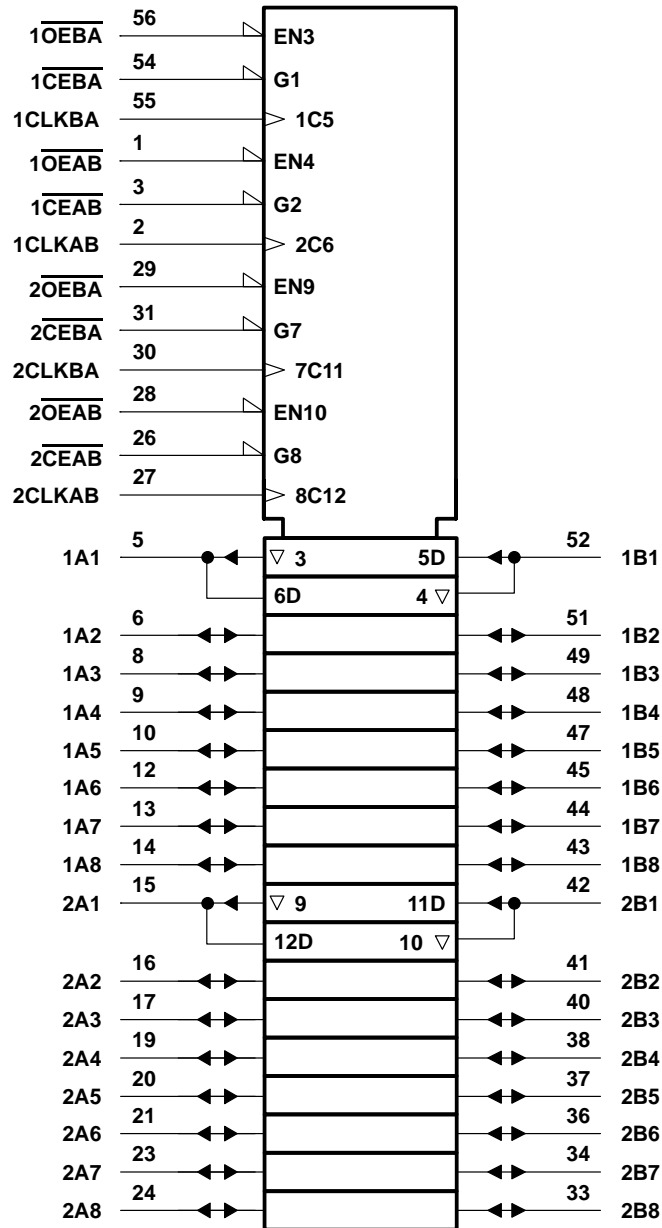 1OEBA 56 EN3
1CEBA 54 G1
1CLKBA 55 1C5
1OEAB 1 EN4
1CEAB 3 G2
1CLKAB 2 2C6
2OEBA 29 EN9
2CEBA 31 G7
2CLKBA 30 7C11
2OEAB 28 EN10
2CEAB 26 G8
2CLKAB 27 8C12
1A1 5 ▽ 3 5D 52 1B1
6D 4 ▽
1A2 6 51 1B2
1A3 8 49 1B3
1A4 9 48 1B4
1A5 10 47 1B5
1A6 12 45 1B6
1A7 13 44 1B7
1A8 14 43 1B8
2A1 15 ▽ 9 11D 42 2B1
12D 10 ▽
2A2 16 41 2B2
2A3 17 40 2B3
2A4 19 38 2B4
2A5 20 37 2B5
2A6 21 36 2B6
2A7 23 34 2B7
2A8 24 33 2B8